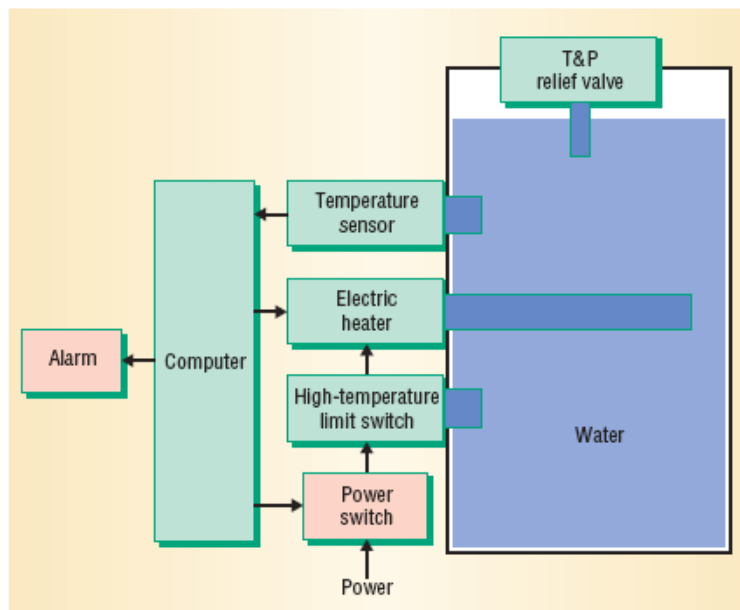 T&P
relief valve
Temperature
sensor
Electric
heater
Alarm
Computer
High-temperature
limit switch
Water
Power
switch
Power